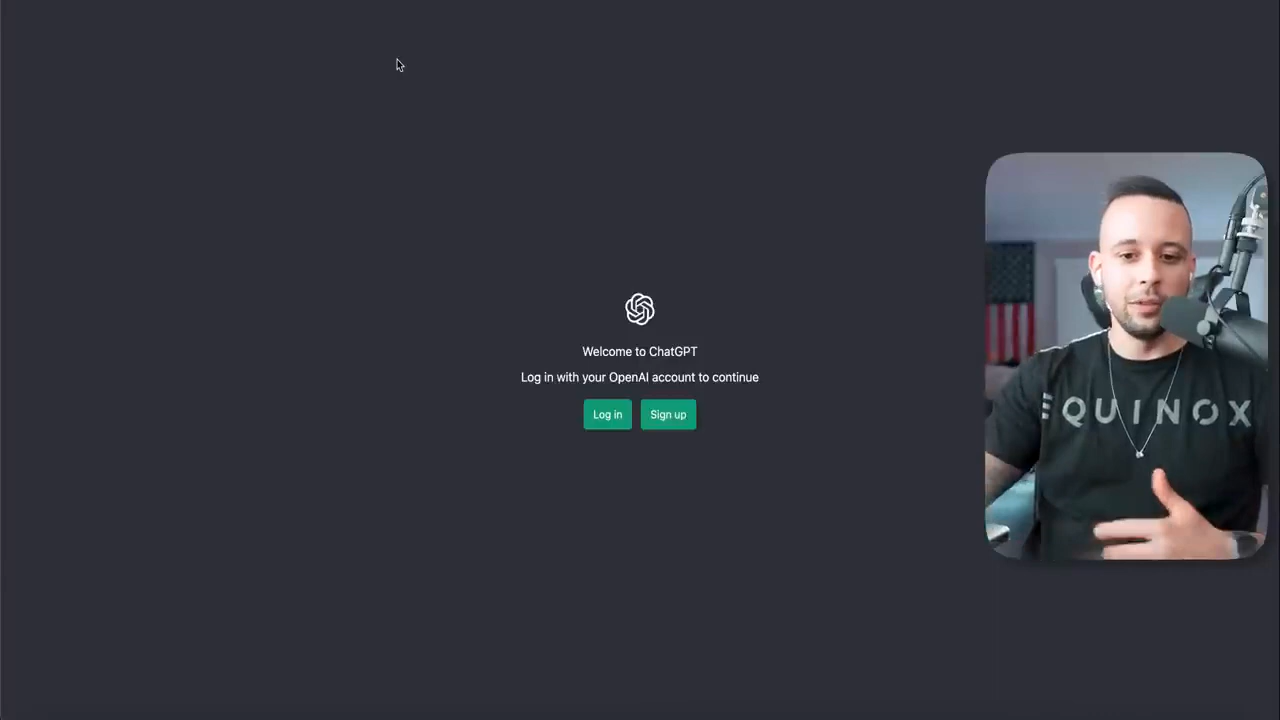 Welcome to ChatGPT
Log in with your OpenAI account to continue
Log in
Sign up
EQUINOX